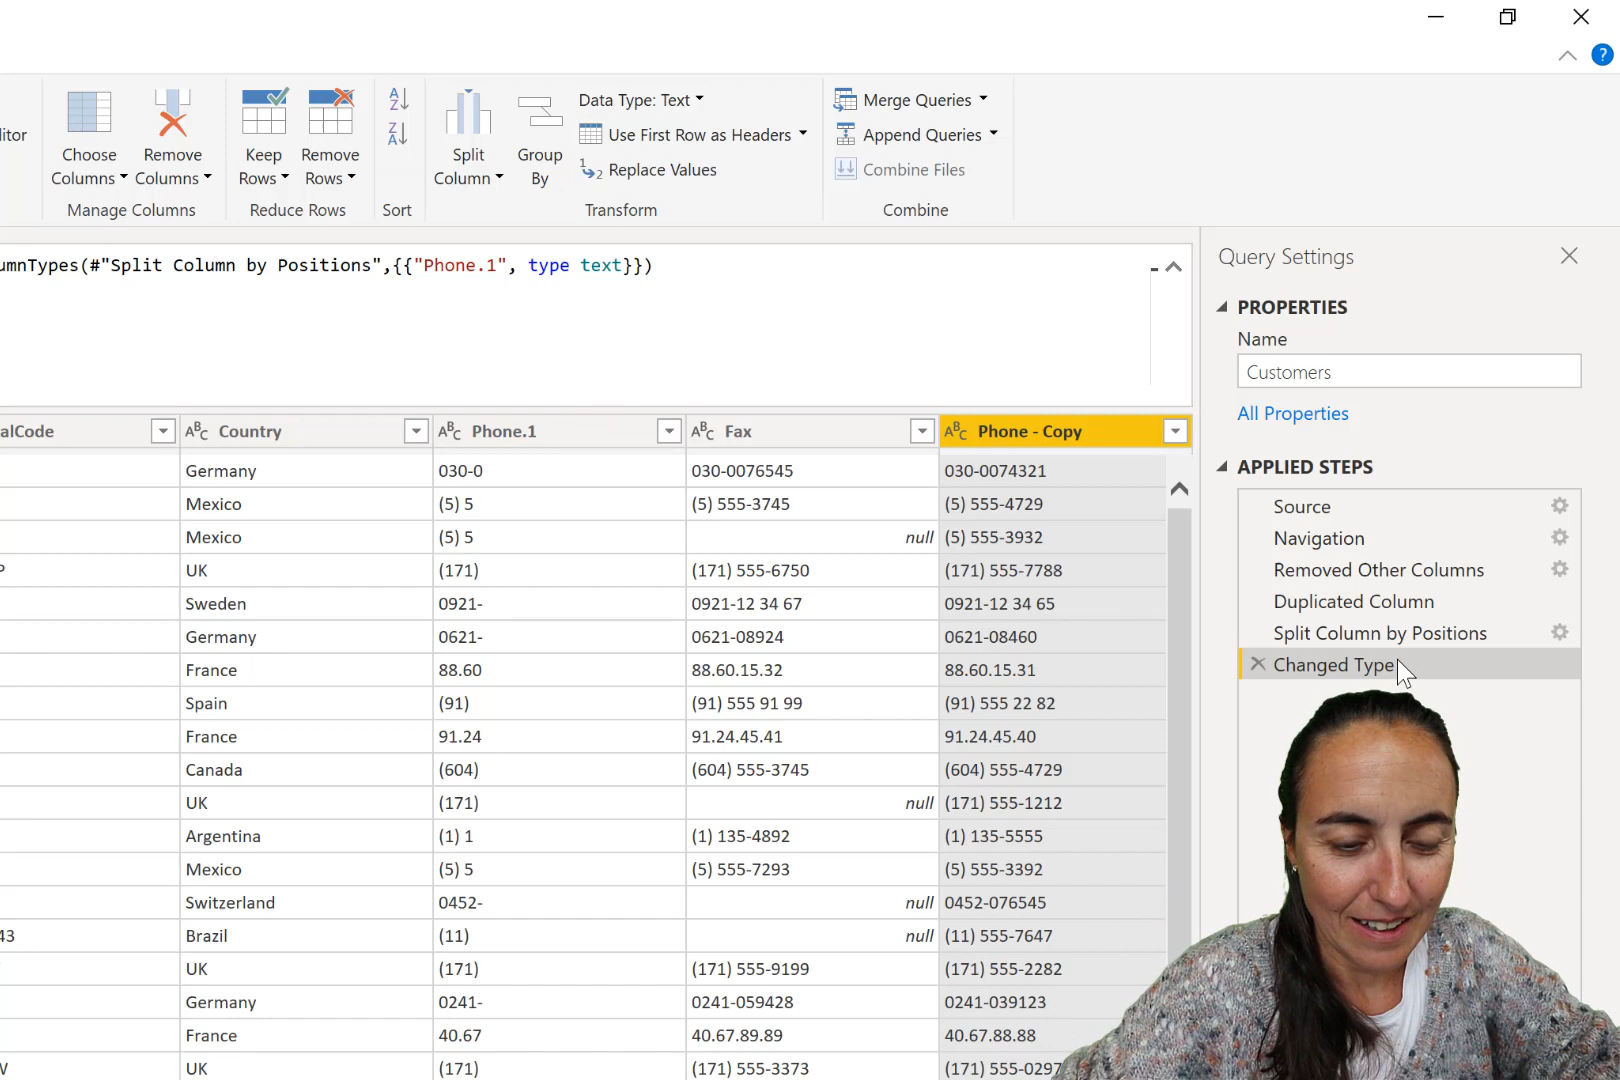 ?
itor
Choose Columns
Remove Columns
Manage Columns
Keep Rows
Remove Rows
Reduce Rows
A Z
Z A
Sort
Split Column
Group By
Data Type: Text
Use First Row as Headers
1 2 Replace Values
Transform
Merge Queries
Append Queries
Combine Files
Combine
umnTypes(#"Split Column by Positions",{{"Phone.1", type text}})
alCode ABC Country ABC Phone.1 ABC Fax ABC Phone - Copy
Germany 030-0 030-0076545 030-0074321
Mexico (5) 5 (5) 555-3745 (5) 555-4729
Mexico (5) 5 null (5) 555-3932
P UK (171) (171) 555-6750 (171) 555-7788
Sweden 0921- 0921-12 34 67 0921-12 34 65
Germany 0621- 0621-08924 0621-08460
France 88.60 88.60.15.32 88.60.15.31
Spain (91) (91) 555 91 99 (91) 555 22 82
France 91.24 91.24.45.41 91.24.45.40
Canada (604) (604) 555-3745 (604) 555-4729
UK (171) null (171) 555-1212
Argentina (1) 1 (1) 135-4892 (1) 135-5555
Mexico (5) 5 (5) 555-7293 (5) 555-3392
Switzerland 0452- null 0452-076545
43 Brazil (11) null (11) 555-7647
UK (171) (171) 555-9199 (171) 555-2282
Germany 0241- 0241-059428 0241-039123
France 40.67 40.67.89.89 40.67.88.88
W UK (171) (171) 555-3373 (171) 555-0297
Query Settings
PROPERTIES
Name
Customers
All Properties
APPLIED STEPS
Source
Navigation
Removed Other Columns
Duplicated Column
Split Column by Positions
Changed Type